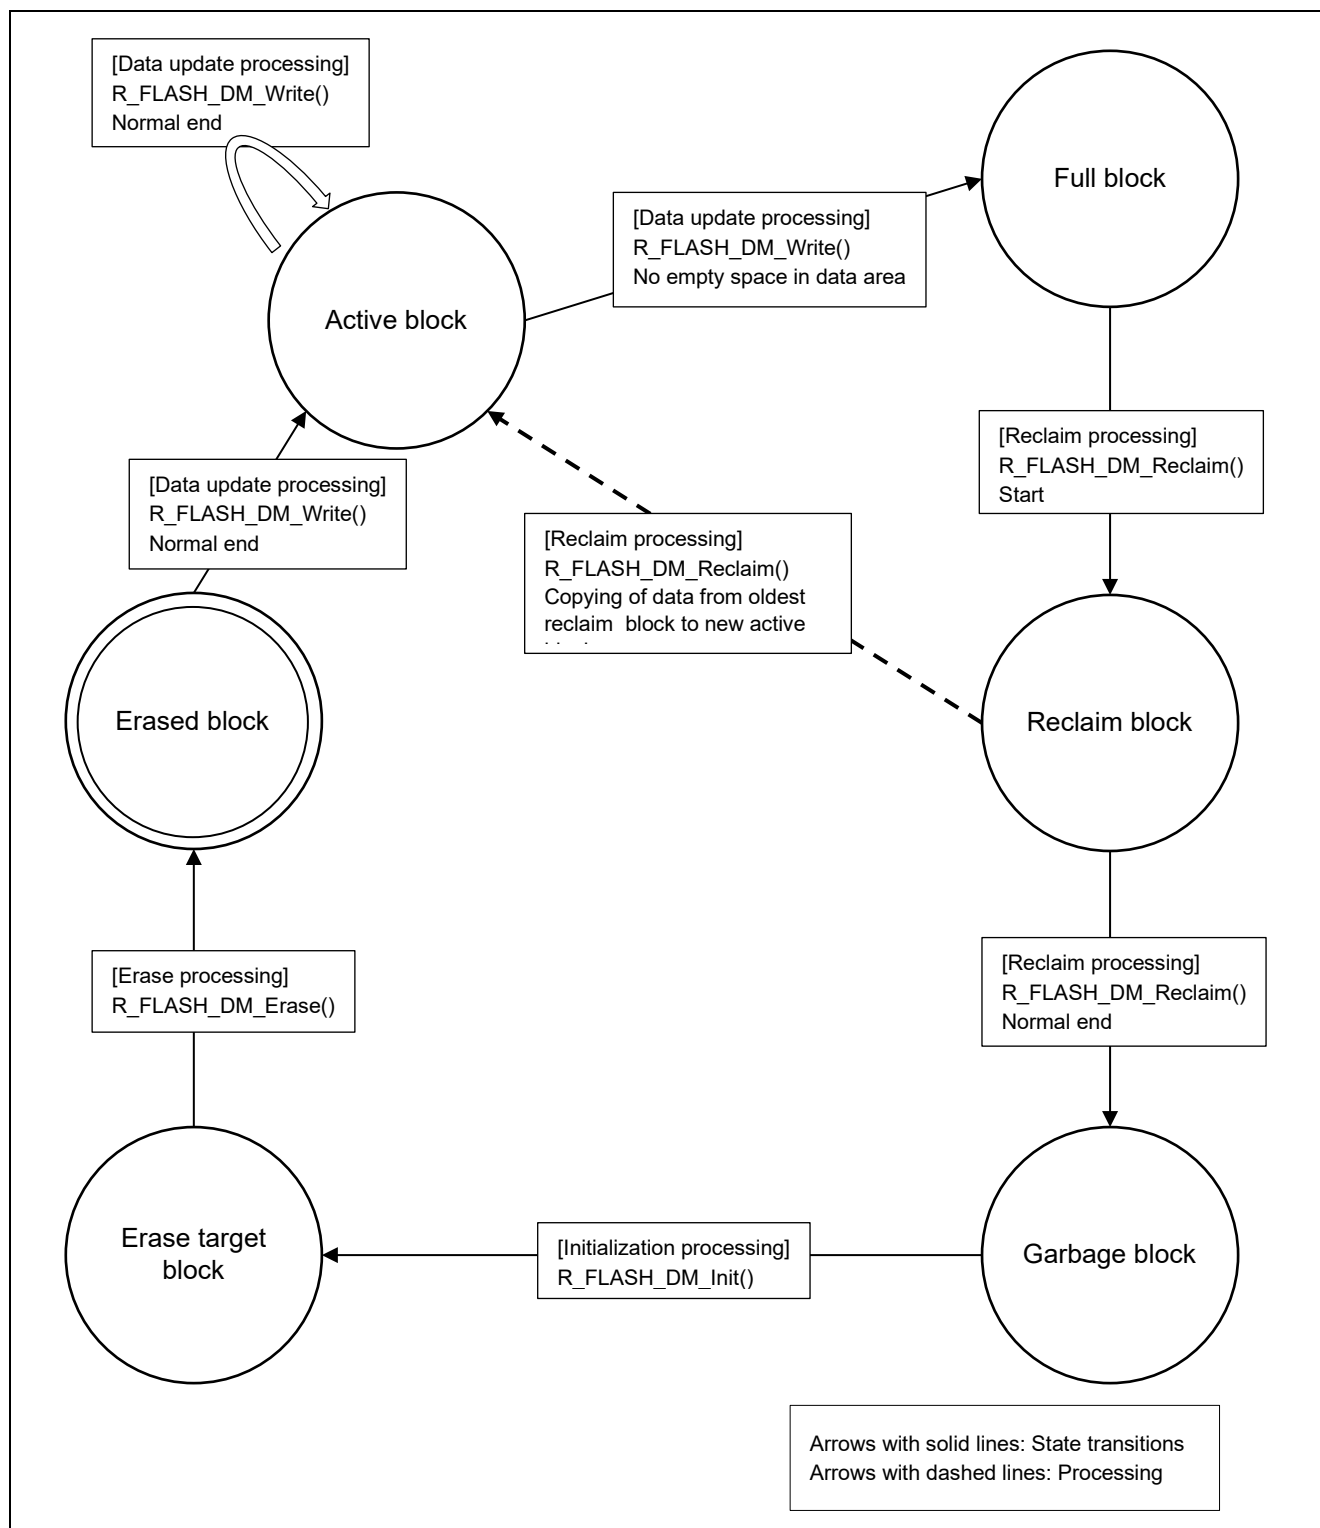 [Data update processing]
R_FLASH_DM_Write()
Normal end
Full block
[Data update processing]
R_FLASH_DM_Write()
No empty space in data area
Active block
[Reclaim processing]
R_FLASH_DM_Reclaim()
Start
[Data update processing]
R_FLASH_DM_Write()
Normal end
[Reclaim processing]
R_FLASH_DM_Reclaim()
Copying of data from oldest
reclaim  block to new active
Erased block
Reclaim block
[Erase processing]
R_FLASH_DM_Erase()
[Reclaim processing]
R_FLASH_DM_Reclaim()
Normal end
Erase target
block
[Initialization processing]
R_FLASH_DM_Init()
Garbage block
Arrows with solid lines: State transitions
Arrows with dashed lines: Processing